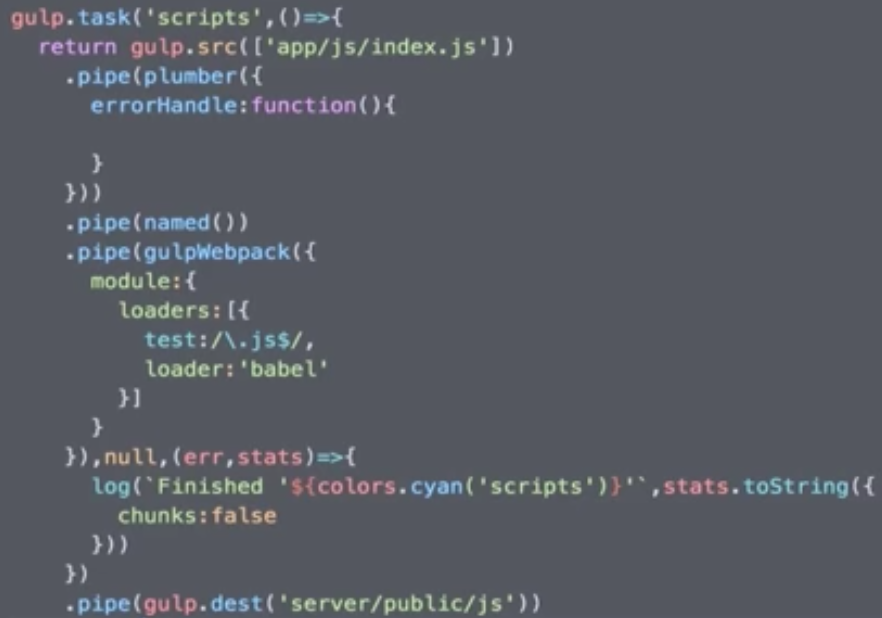 gulp.task('scripts',()=>{
  return gulp.src(['app/js/index.js'])
    .pipe(plumber({
      errorHandle:function(){

      }
    }))
    .pipe(named())
    .pipe(gulpWebpack({
      module:{
        loaders:[{
          test:/\.js$/,
          loader:'babel'
        }]
      }
    }),null,(err,stats)=>{
      log(`Finished '${colors.cyan('scripts')}'`,stats.toString({
        chunks:false
      }))
    })
    .pipe(gulp.dest('server/public/js'))